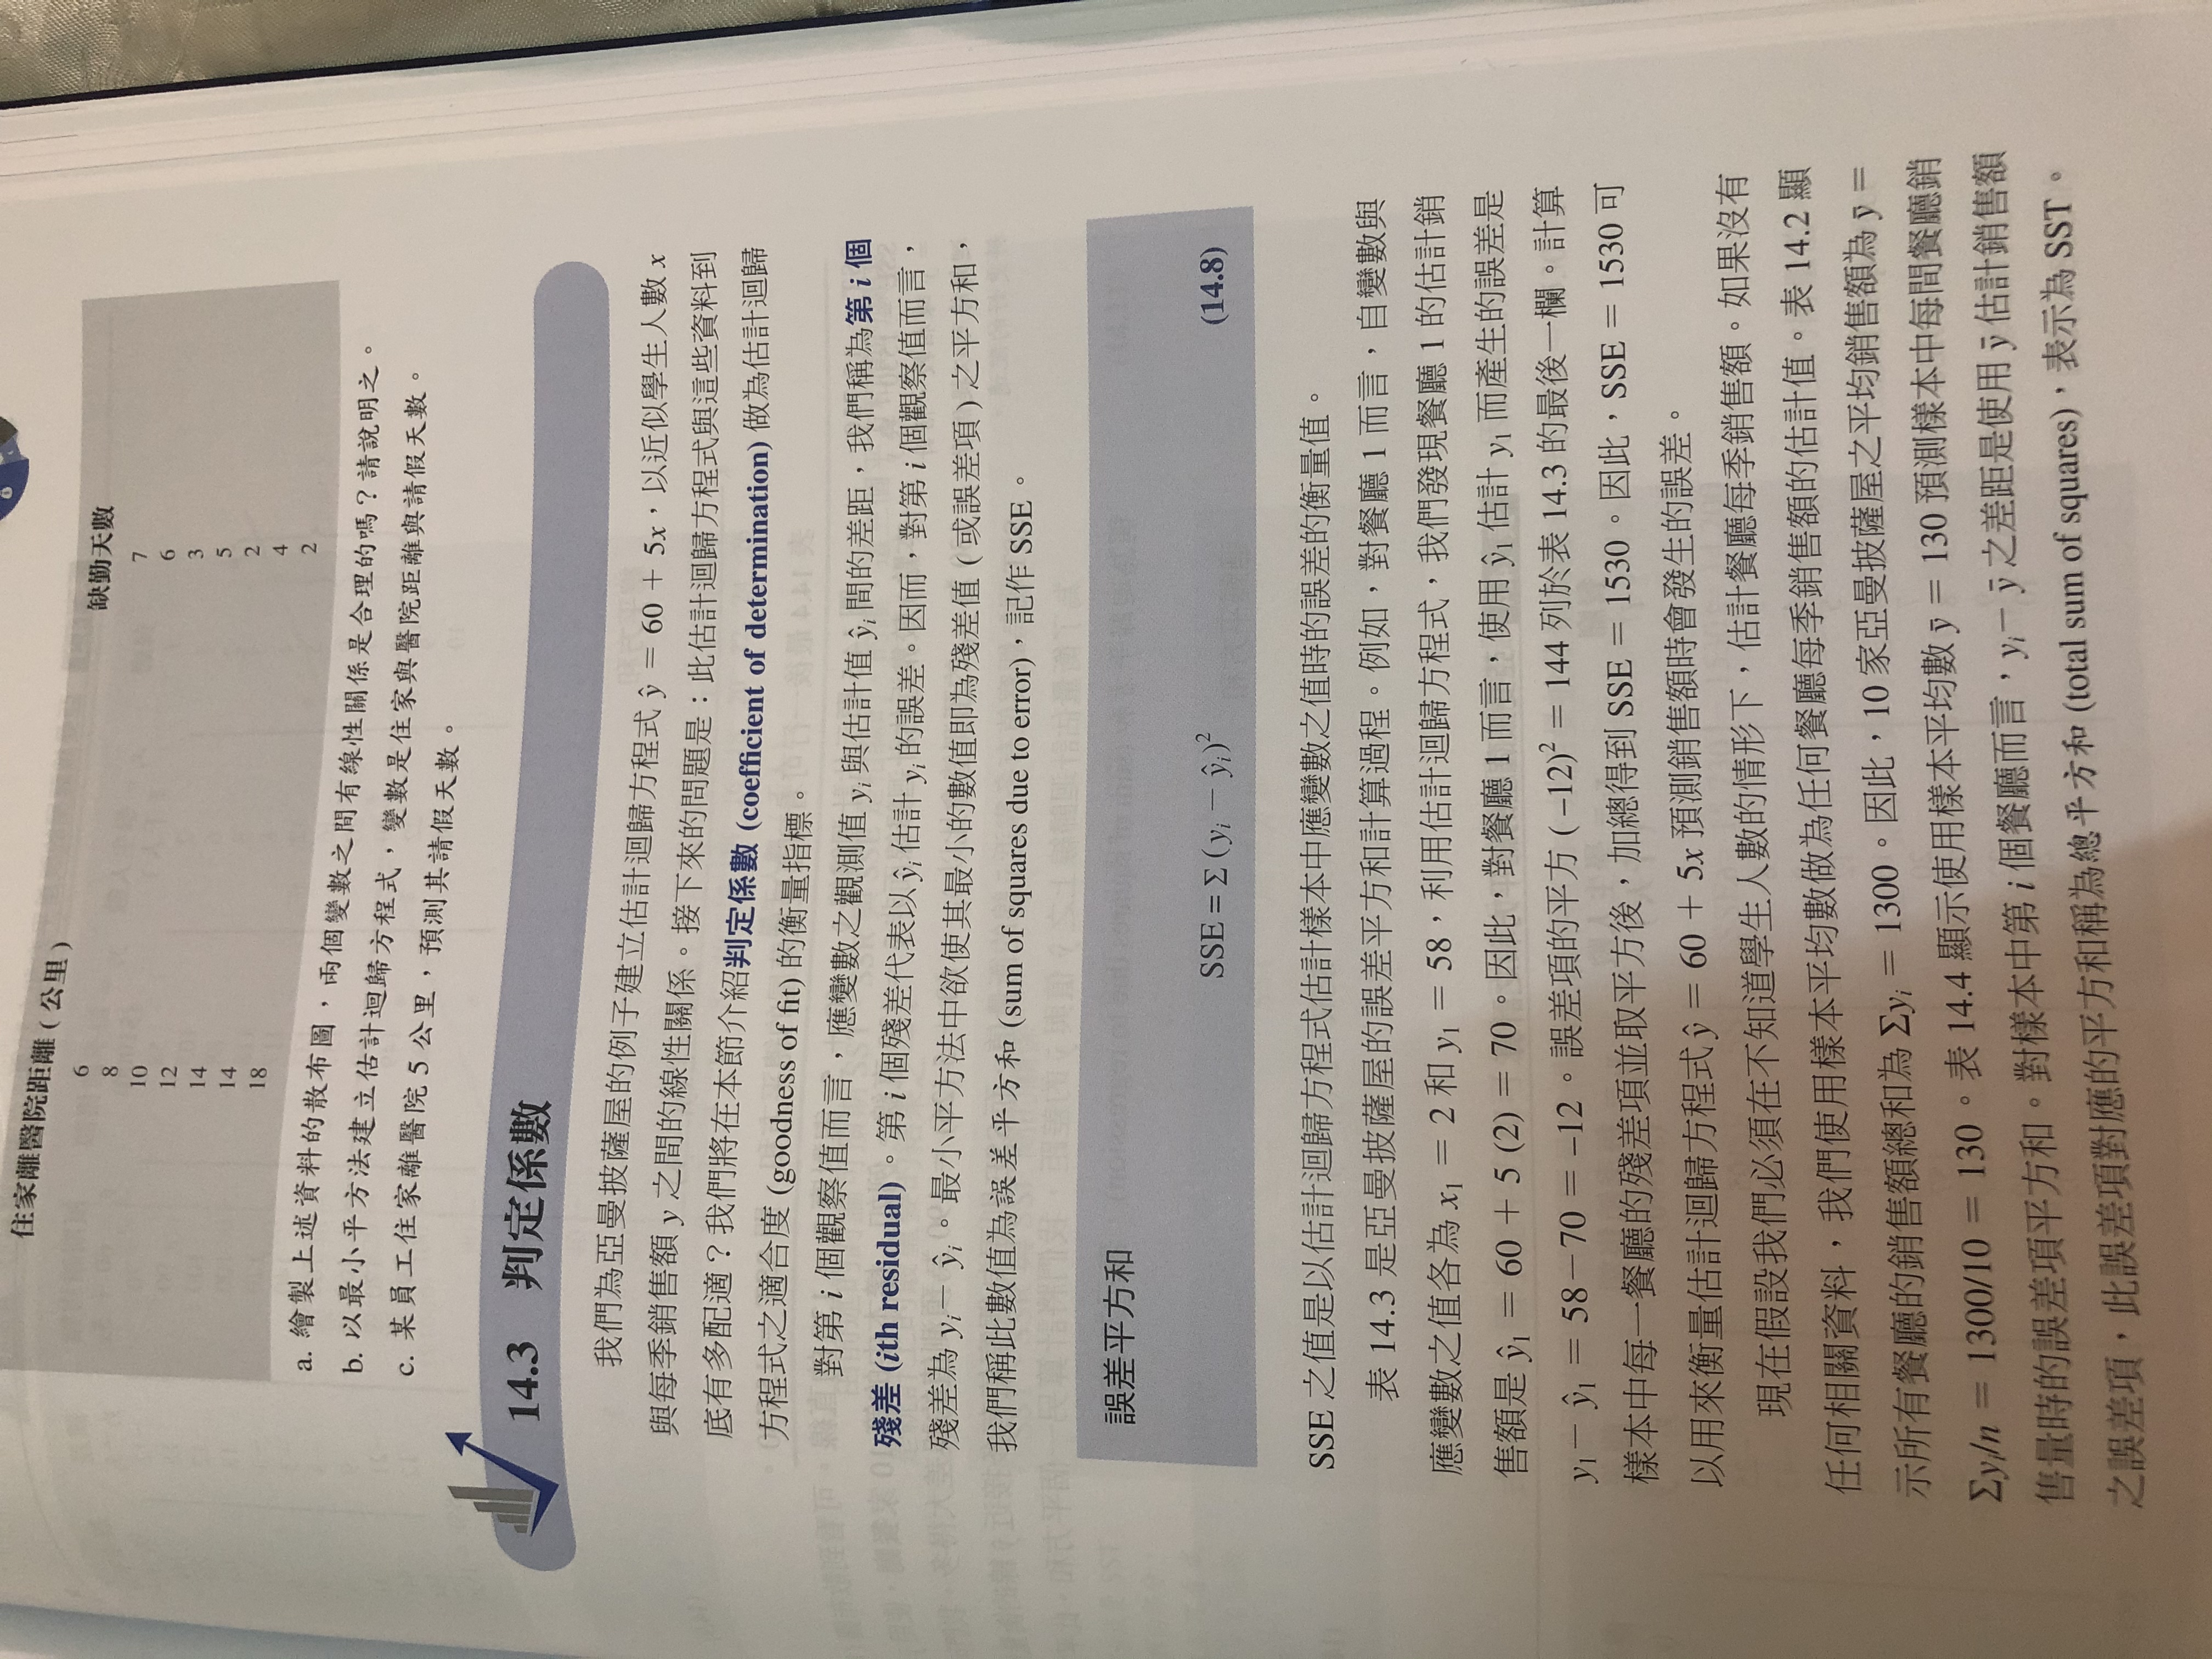 住家離醫院距離（公里） 缺勤天數
6 7
8 6
10 3
12 5
14 2
14 4
18 2
a. 繪製上述資料的散布圖，兩個變數之間有線性關係是合理的嗎？請說明之。
b. 以最小平方法建立估計迴歸方程式，變數是住家與醫院距離與請假天數。
c. 某員工住家離醫院 5 公里，預測其請假天數。
14.3 判定係數
我們為亞曼披薩屋的例子建立估計迴歸方程式 ŷ = 60 + 5x，以近似學生人數 x
與每季銷售額 y 之間的線性關係。接下來的問題是：此估計迴歸方程式與這些資料到
底有多配適？我們將在本節介紹判定係數 (coefficient of determination) 做為估計迴歸
方程式之適合度 (goodness of fit) 的衡量指標。
對第 i 個觀察值而言，應變數之觀測值 yᵢ 與估計值 ŷᵢ 間的差距，我們稱為第 i 個
殘差 (ith residual)。第 i 個殘差代表以 ŷᵢ 估計 yᵢ 的誤差。因而，對第 i 個觀察值而言，
殘差為 yᵢ－ ŷᵢ。最小平方法中欲使其最小的數值即為殘差值（或誤差項）之平方和，
我們稱此數值為誤差平方和 (sum of squares due to error)，記作 SSE。
誤差平方和
SSE = Σ (yᵢ － ŷᵢ)² (14.8)
SSE 之值是以估計迴歸方程式估計樣本中應變數之值時的誤差的衡量值。
表 14.3 是亞曼披薩屋的誤差平方和計算過程。例如，對餐廳 1 而言，自變數與
應變數之值各為 x₁ = 2 和 y₁ = 58，利用估計迴歸方程式，我們發現餐廳 1 的估計銷
售額是 ŷ₁ = 60 + 5 (2) = 70。因此，對餐廳 1 而言，使用 ŷ₁ 估計 y₁ 而產生的誤差是
y₁－ ŷ₁ = 58－70 = –12。誤差項的平方 ( –12)² = 144 列於表 14.3 的最後一欄。計算
樣本中每一餐廳的殘差項並取平方後，加總得到 SSE = 1530。因此，SSE = 1530 可
以用來衡量估計迴歸方程式 ŷ = 60 + 5x 預測銷售額時會發生的誤差。
現在假設我們必須在不知道學生人數的情形下，估計餐廳每季銷售額。如果沒有
任何相關資料，我們使用樣本平均數做為任何餐廳每季銷售額的估計值。表 14.2 顯
示所有餐廳的銷售額總和為 Σyᵢ = 1300。因此，10 家亞曼披薩屋之平均銷售額為 ȳ =
Σyᵢ/n = 1300/10 = 130。表 14.4 顯示使用樣本平均數 ȳ = 130 預測樣本中每間餐廳銷
售量時的誤差項平方和。對樣本中第 i 個餐廳而言，yᵢ－ ȳ 之差距是使用 ȳ 估計銷售額
之誤差項，此誤差項對應的平方和稱為總平方和 (total sum of squares)，表示為 SST。